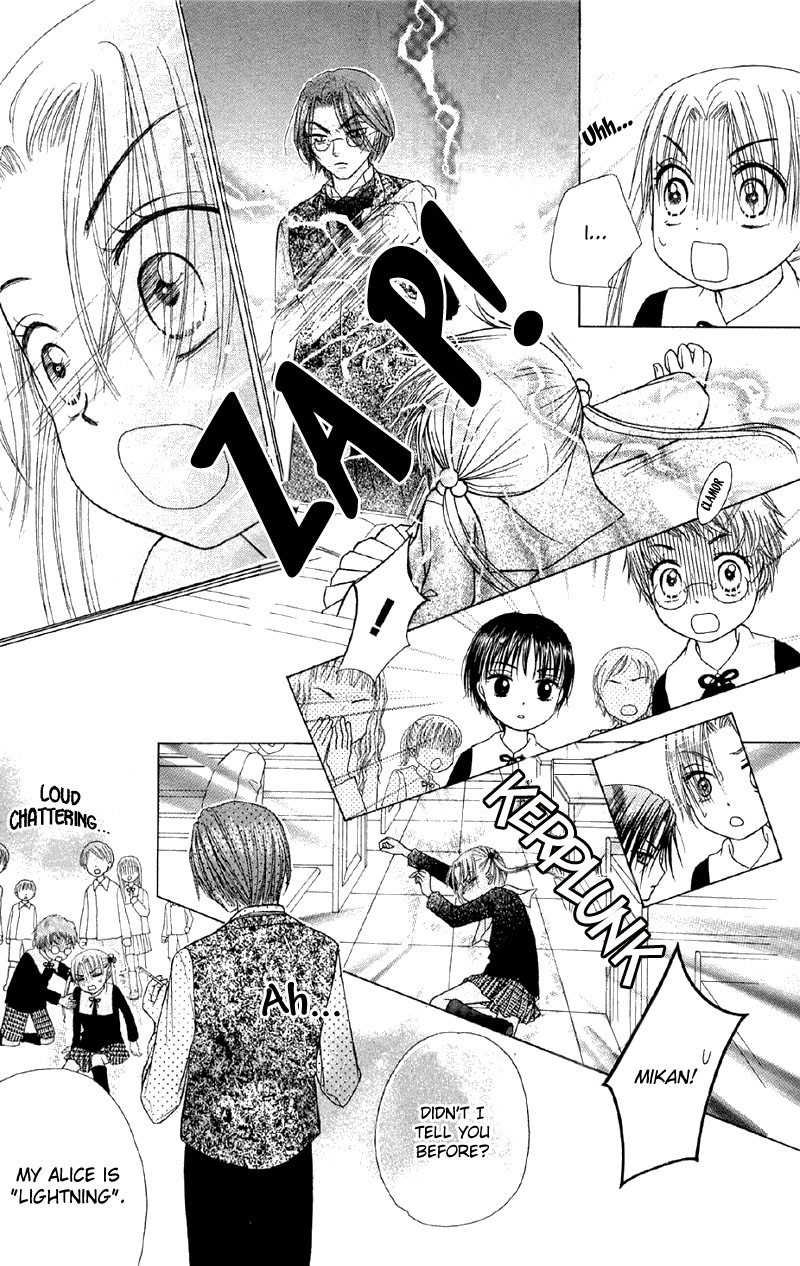 Uhh...
I...
ZAP!
CLAMOR
!
KERPLUNK
MIKAN!
LOUD
CHATTERING...
Ah...
DIDN'T I
TELL YOU
BEFORE?
MY ALICE IS
"LIGHTNING".